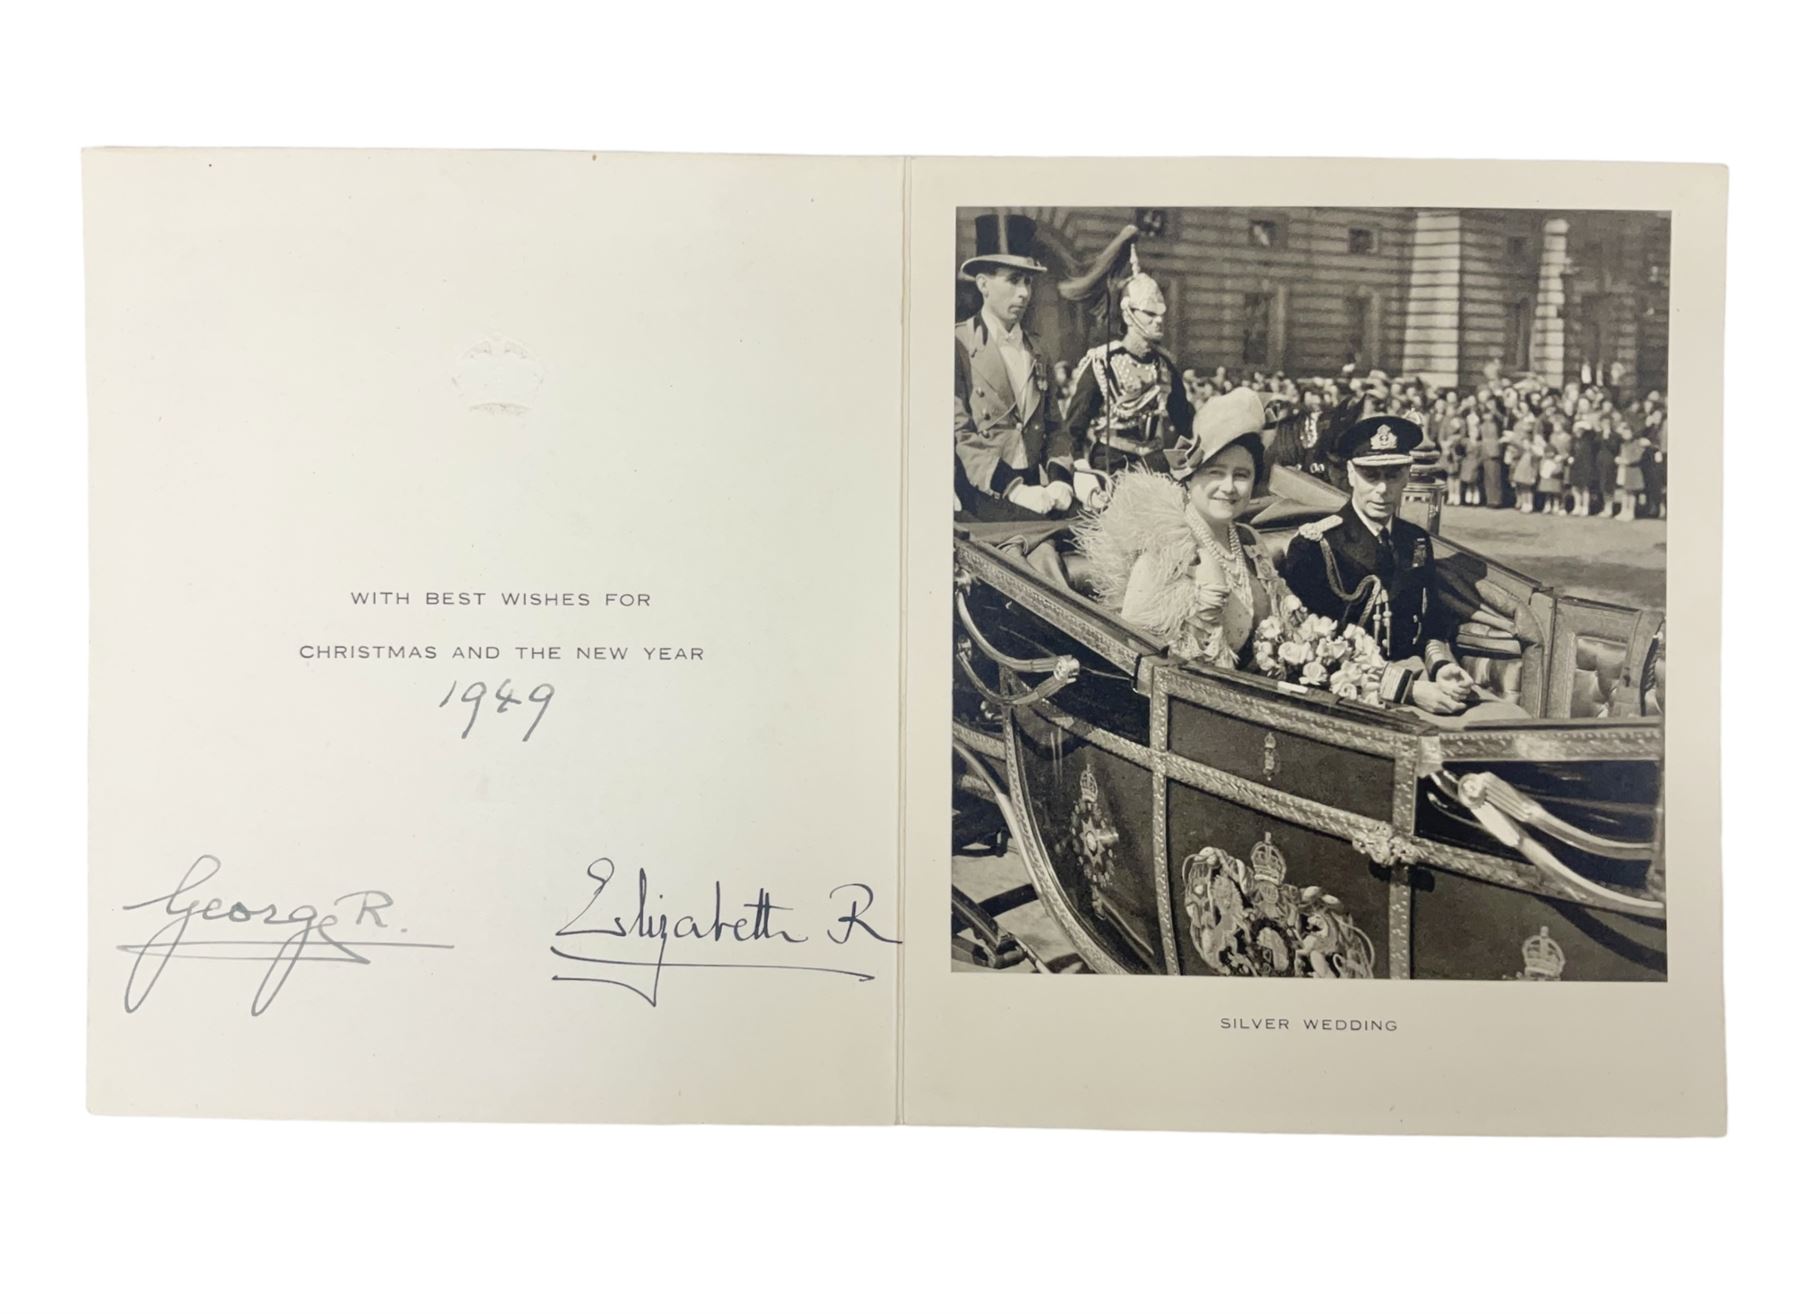 WITH BEST WISHES FOR
CHRISTMAS AND THE NEW YEAR
1949
George R.
Elizabeth R
SILVER WEDDING